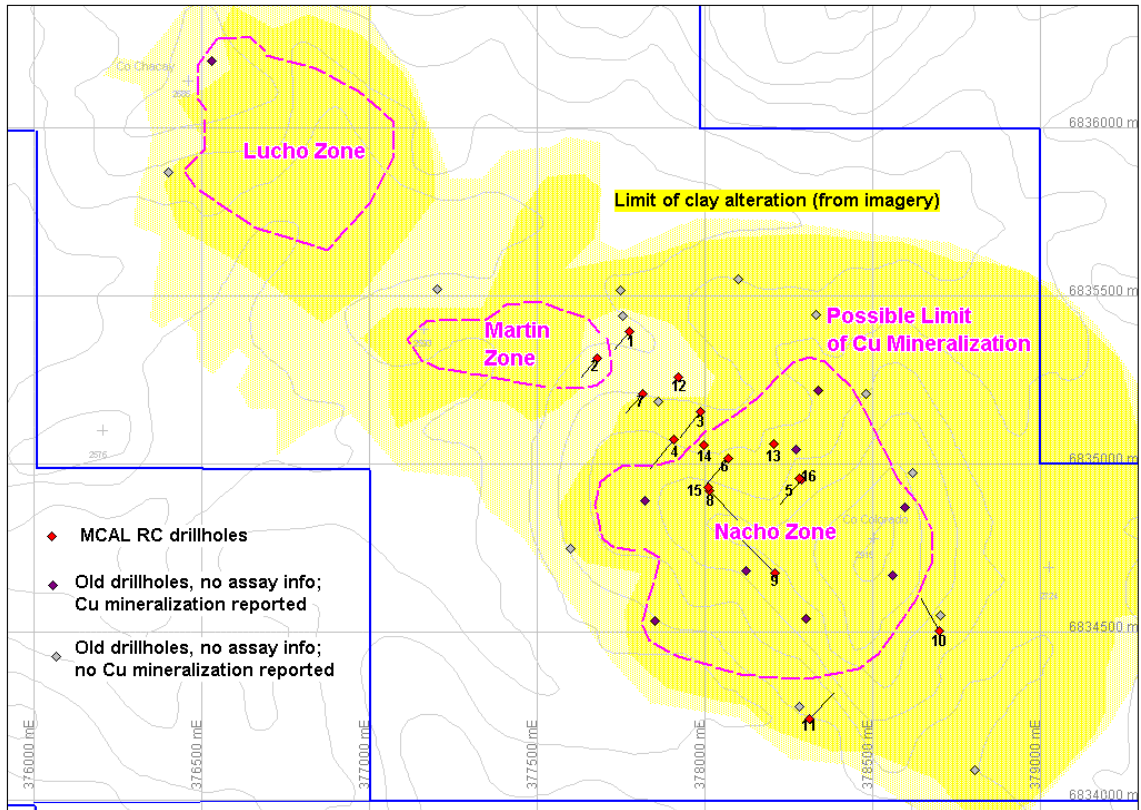 Co Chacay
2686
6836000 m
Lucho Zone
Limit of clay alteration (from imagery)
6835500 m
Possible Limit
of Cu Mineralization
Martin
Zone
1
2
12
7
3
4
14
6
13
6835000 m
15
8
5
16
MCAL RC drillholes
Nacho Zone
Co Colorado
Old drillholes, no assay info;
Cu mineralization reported
9
2724
6834500 m
10
Old drillholes, no assay info;
no Cu mineralization reported
11
376000 mE
376500 mE
377000 mE
377500 mE
378000 mE
378500 mE
379000 mE
6834000 m